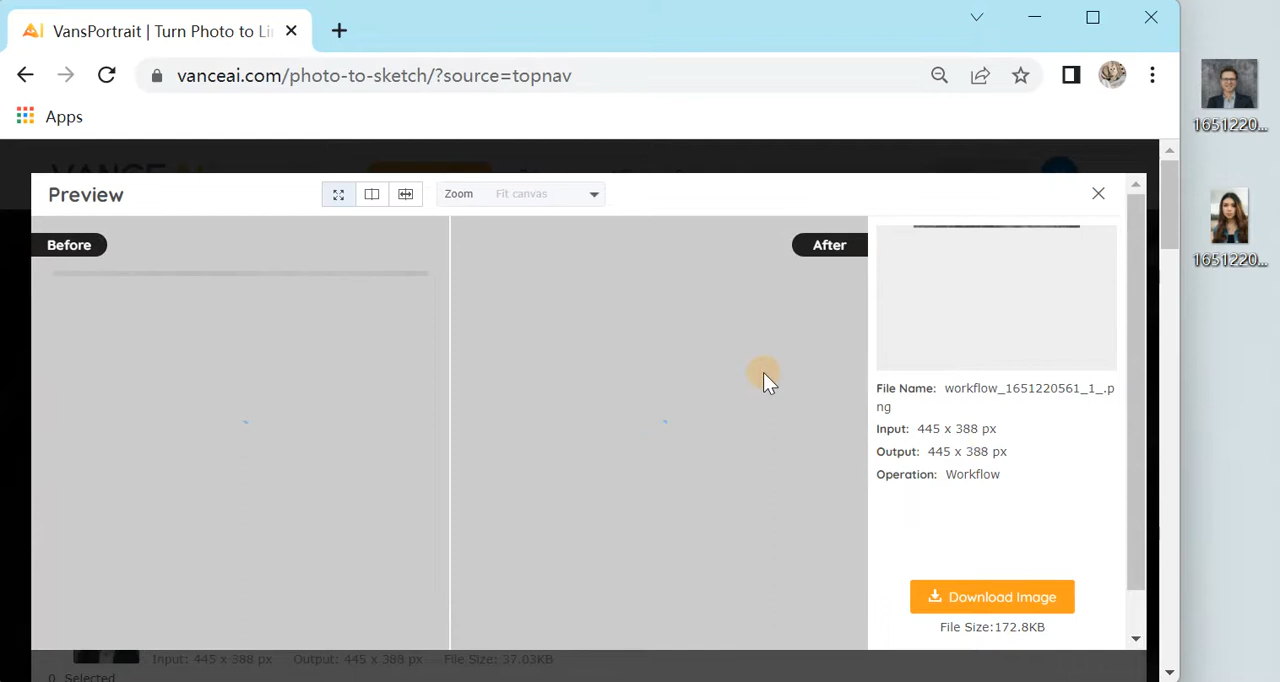 VansPortrait | Turn Photo to Li
vanceai.com/photo-to-sketch/?source=topnav
Apps
1651220...
1651220...
VANCE AI
Preview
Zoom Fit canvas
Before
After
File Name: workflow_1651220561_1_.p
ng
Input: 445 x 388 px
Output: 445 x 388 px
Operation: Workflow
Download Image
File Size:172.8KB
Input: 445 x 388 px Output: 445 x 388 px File Size: 37.03KB
0 Selected